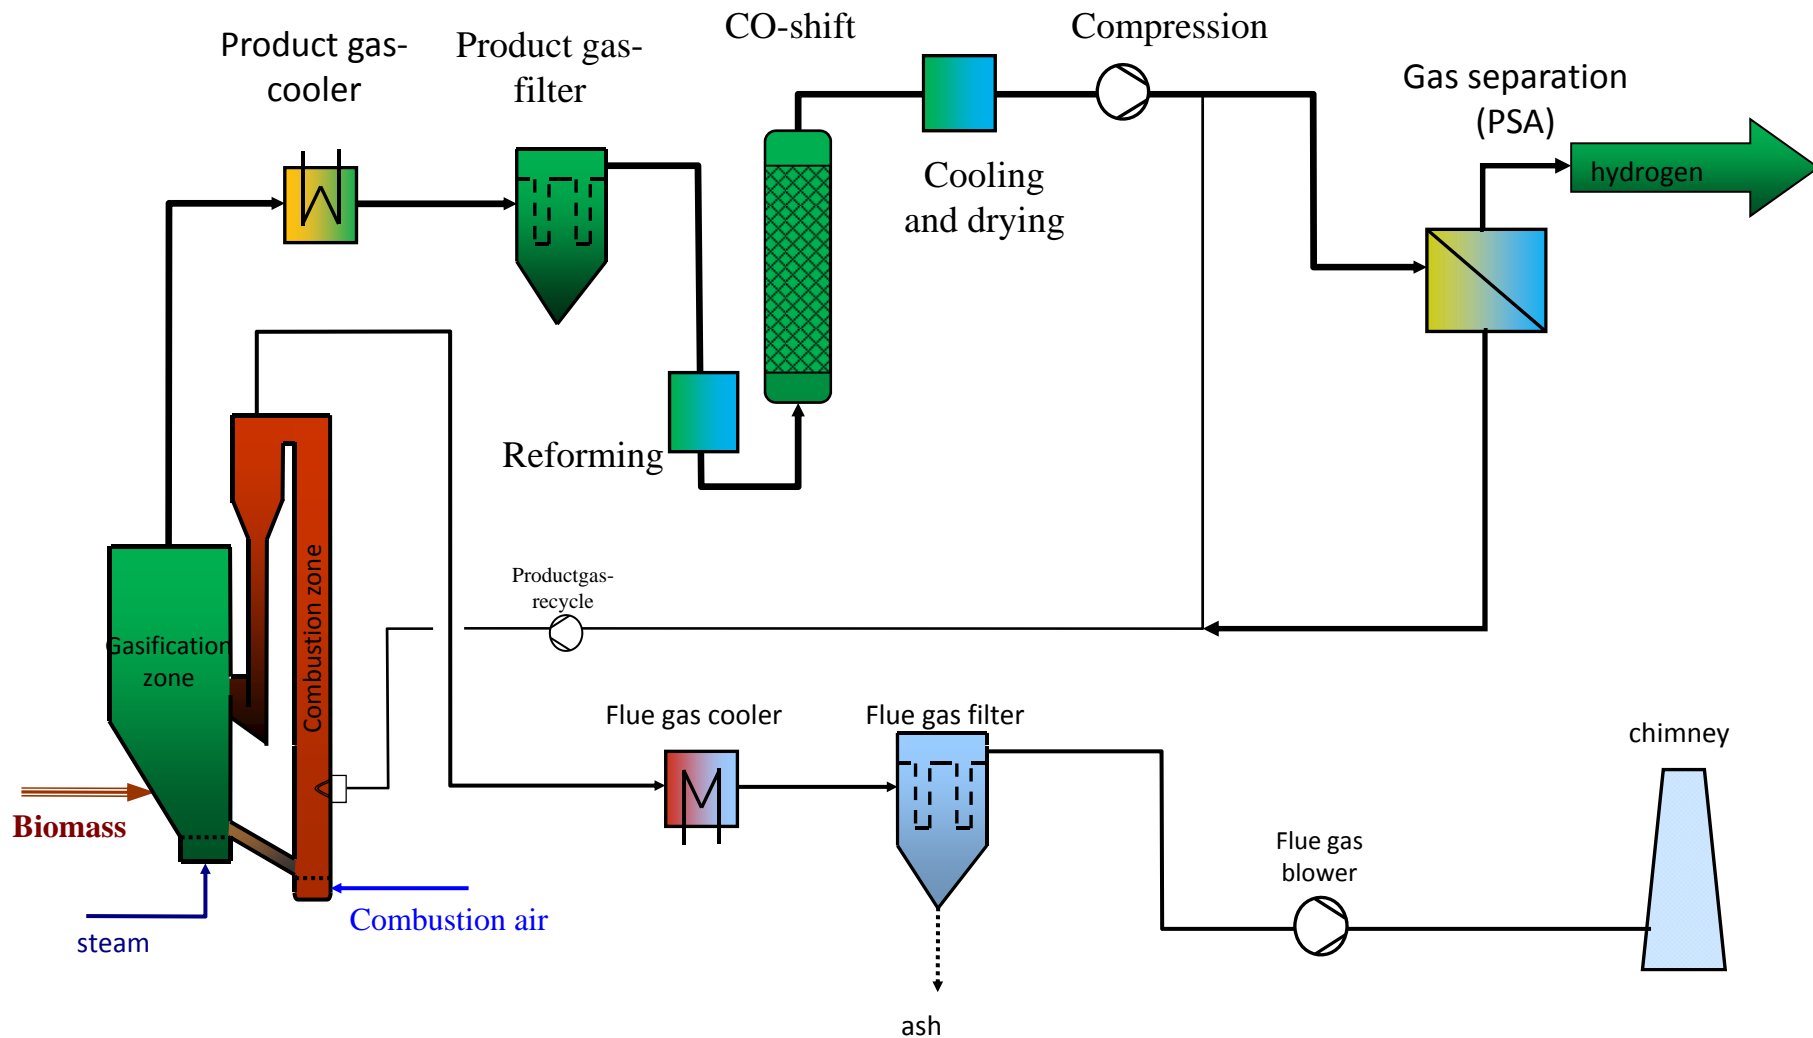 CO-shift
Compression
Product gas-
cooler
Product gas-
filter
Gas separation
(PSA)
hydrogen
Cooling
and drying
Reforming
Combustion zone
Productgas-
recycle
Gasification
zone
Flue gas cooler
Flue gas filter
chimney
Biomass
Flue gas
blower
Combustion air
steam
ash